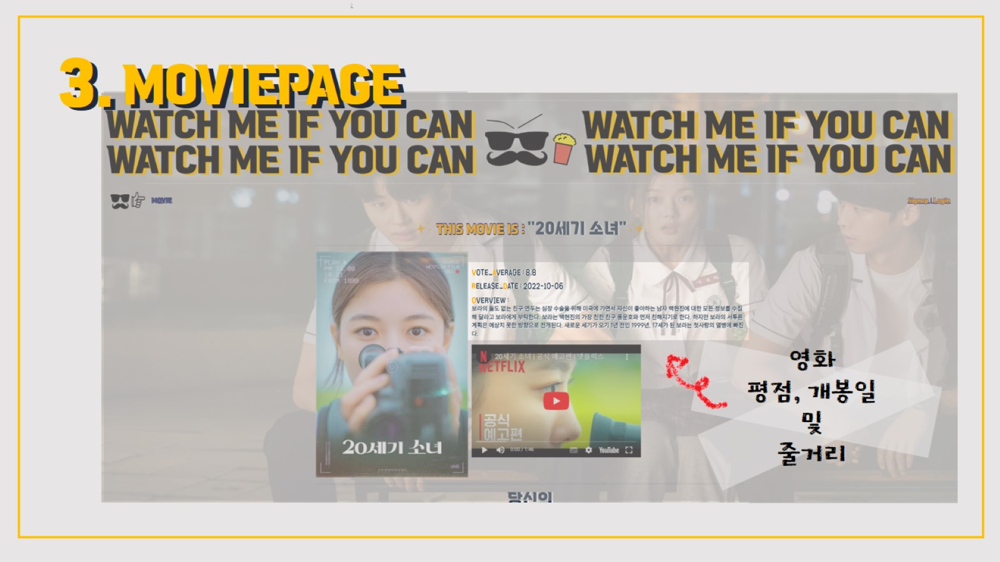 3. MOVIEPAGE
WATCH ME IF YOU CAN
WATCH ME IF YOU CAN
WATCH ME IF YOU CAN
WATCH ME IF YOU CAN
MOVIE
Signup | Login
THIS MOVIE IS : "20세기 소녀"
PLAY
VOTE_AVERAGE : 8.8
RELEASE_DATE : 2022-10-06
OVERVIEW :
보라의 둘도 없는 친구 연두는 심장 수술을 위해 미국에 가면서 자신이 좋아하는 남자 백현진에 대한 모든 정보를 수집
해 달라고 보라에게 부탁한다. 보라는 백현진의 가장 친한 친구 풍운호와 먼저 친해지기로 한다. 하지만 보라의 서투른
계획은 예상치 못한 방향으로 전개된다. 새로운 세기가 오기 1년 전인 1999년, 17세가 된 보라는 첫사랑의 열병에 빠진
다.
20세기 소녀 | 공식 예고편 | 넷플릭스
N
NETFLIX
공식
예고편
0:00 / 1:46
YouTube
20세기 소녀
영화
평점, 개봉일
및
줄거리
당신의